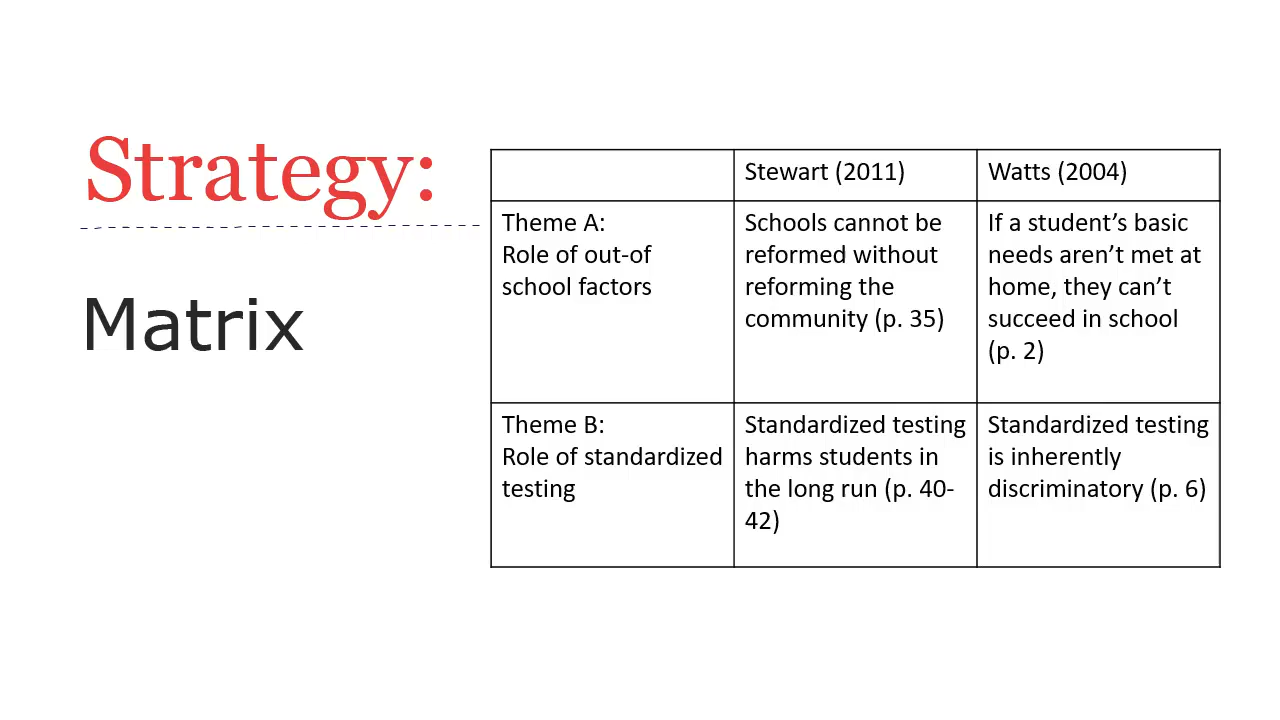 Strategy:
Matrix
Stewart (2011)
Watts (2004)
Theme A:
Role of out-of
school factors
Schools cannot be
reformed without
reforming the
community (p. 35)
If a student’s basic
needs aren’t met at
home, they can’t
succeed in school
(p. 2)
Theme B:
Role of standardized
testing
Standardized testing
harms students in
the long run (p. 40-
42)
Standardized testing
is inherently
discriminatory (p. 6)